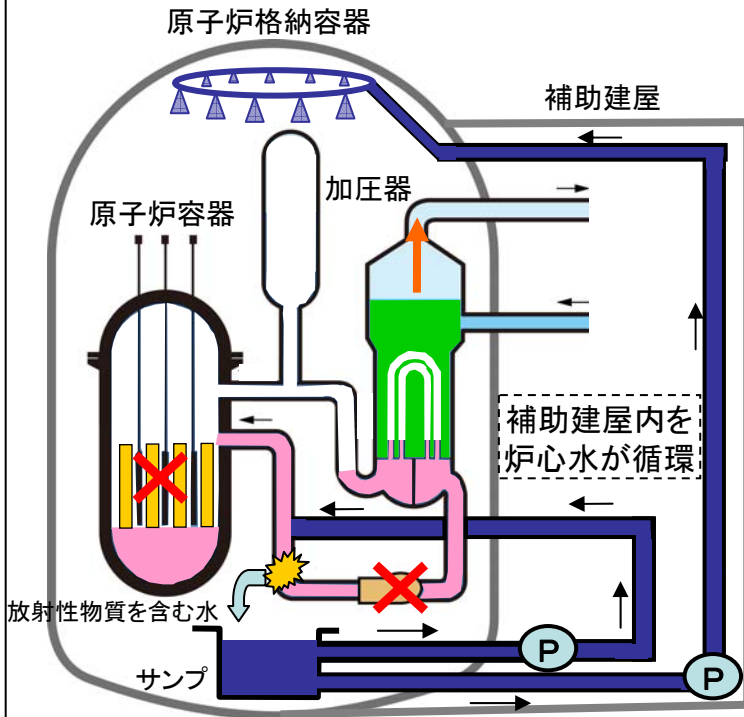 原子炉格納容器
補助建屋
加圧器
原子炉容器
補助建屋内を
炉心水が循環
放射性物質を含む水
サンプ
P
P